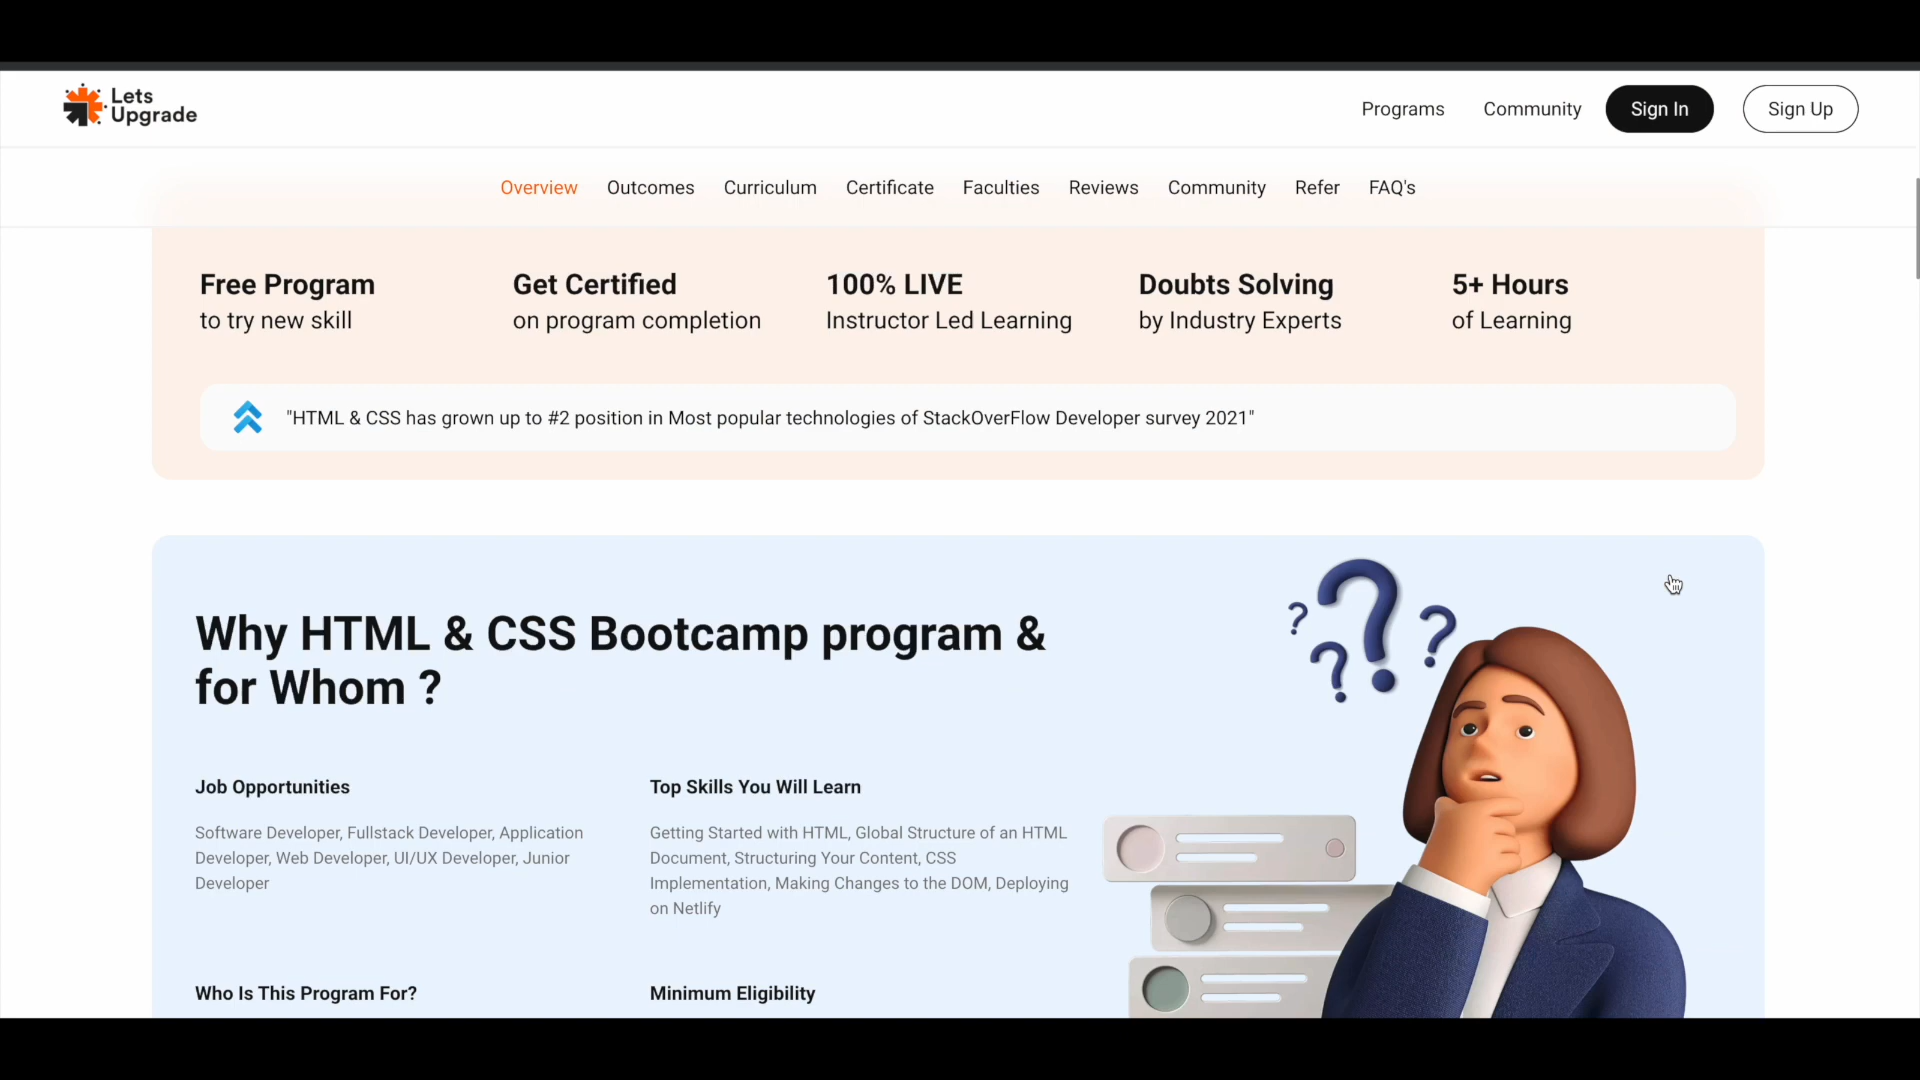 Lets
Upgrade
Programs
Community
Sign In
Sign Up
Overview
Outcomes
Curriculum
Certificate
Faculties
Reviews
Community
Refer
FAQ's
Free Program
to try new skill
Get Certified
on program completion
100% LIVE
Instructor Led Learning
Doubts Solving
by Industry Experts
5+ Hours
of Learning
"HTML & CSS has grown up to #2 position in Most popular technologies of StackOverFlow Developer survey 2021"
Why HTML & CSS Bootcamp program &
for Whom ?
Job Opportunities
Software Developer, Fullstack Developer, Application
Developer, Web Developer, UI/UX Developer, Junior
Developer
Top Skills You Will Learn
Getting Started with HTML, Global Structure of an HTML
Document, Structuring Your Content, CSS
Implementation, Making Changes to the DOM, Deploying
on Netlify
Who Is This Program For?
Minimum Eligibility
? ? ? ?